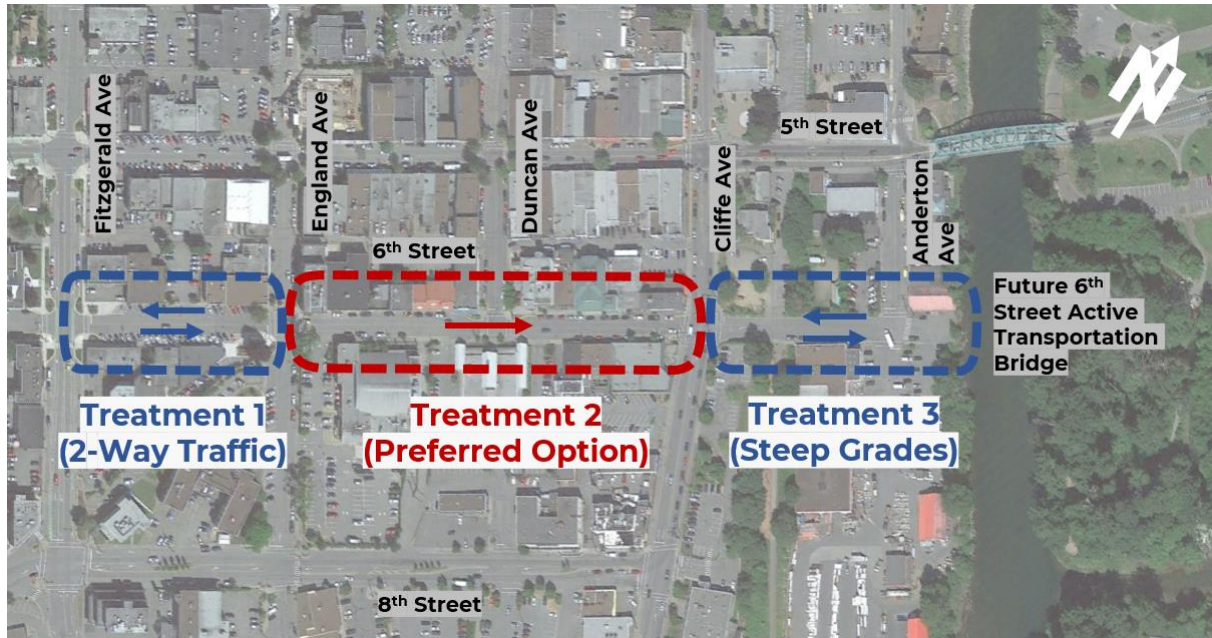 Fitzgerald Ave
England Ave
Duncan Ave
Cliffe Ave
5th Street
Anderton
Ave
6th Street
Future 6th
Street Active
Transportation
Bridge
Treatment 1
(2-Way Traffic)
Treatment 2
(Preferred Option)
Treatment 3
(Steep Grades)
8th Street
N